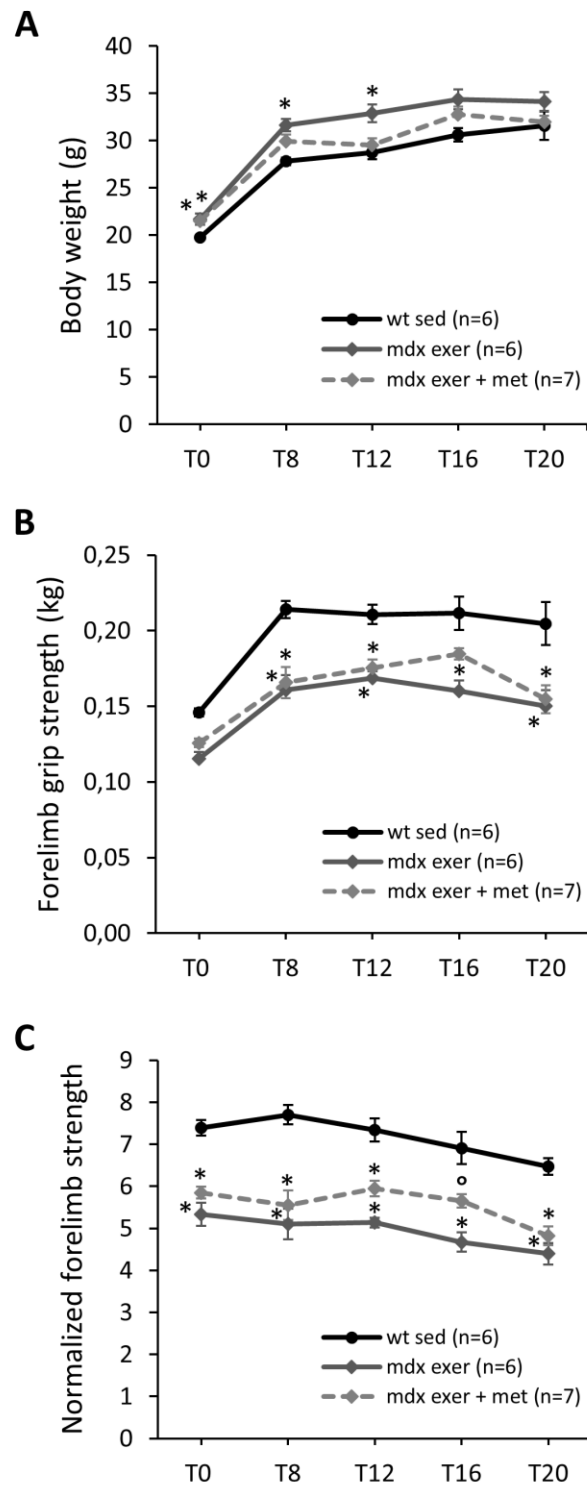 A
Body weight (g)
40
35
30
25
20
15
10
5
0
* *
*
*
wt sed (n=6)
mdx exer (n=6)
mdx exer + met (n=7)
T0 T8 T12 T16 T20
B
Forelimb grip strength (kg)
0,25
0,20
0,15
0,10
0,05
0,00
* * *
* * * *
wt sed (n=6)
mdx exer (n=6)
mdx exer + met (n=7)
T0 T8 T12 T16 T20
C
Normalized forelimb strength
9
8
7
6
5
4
3
2
1
0
* * * ° *
* * * * *
wt sed (n=6)
mdx exer (n=6)
mdx exer + met (n=7)
T0 T8 T12 T16 T20